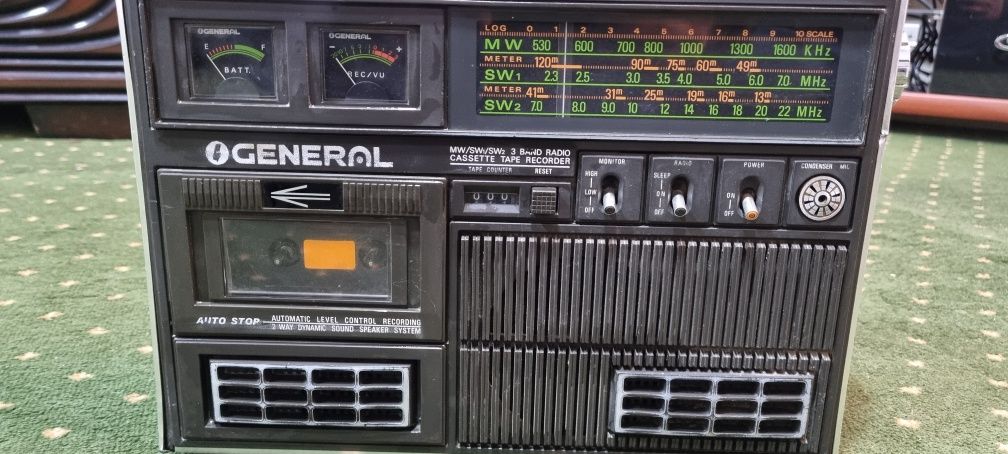 GENERAL
E F
BATT.
GENERAL
- +
REC/VU
LOG 0 1 2 3 4 5 6 7 8 9 10 SCALE
MW 530 600 700 800 1000 1300 1600 KHz
METER 120m 90m 75m 60m 49m
SW1 2.3 2.5 3.0 3.5 4.0 5.0 6.0 7.0 MHz
METER 41m 31m 25m 19m 16m 13m
SW2 7.0 8.0 9.0 10 12 14 16 18 20 22 MHz
GENERAL
MW/SW1/SW2 3 BAND RADIO
CASSETTE TAPE RECORDER
TAPE COUNTER RESET
000
MONITOR
HIGH
LOW
OFF
RADIO
SLEEP
ON
OFF
POWER
ON
OFF
CONDENSER MIC
AUTO STOP
AUTOMATIC LEVEL CONTROL RECORDING
2 WAY DYNAMIC SOUND SPEAKER SYSTEM